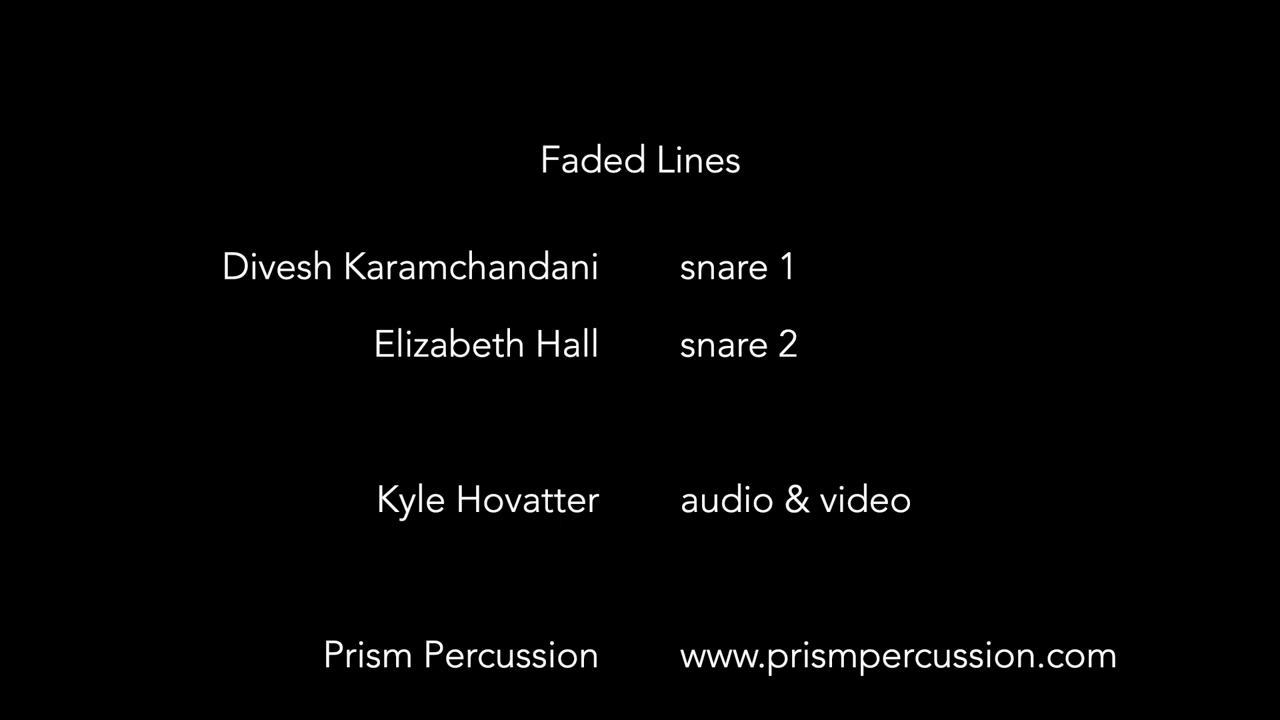 Faded Lines
Divesh Karamchandani snare 1
Elizabeth Hall snare 2
Kyle Hovatter audio & video
Prism Percussion www.prismpercussion.com